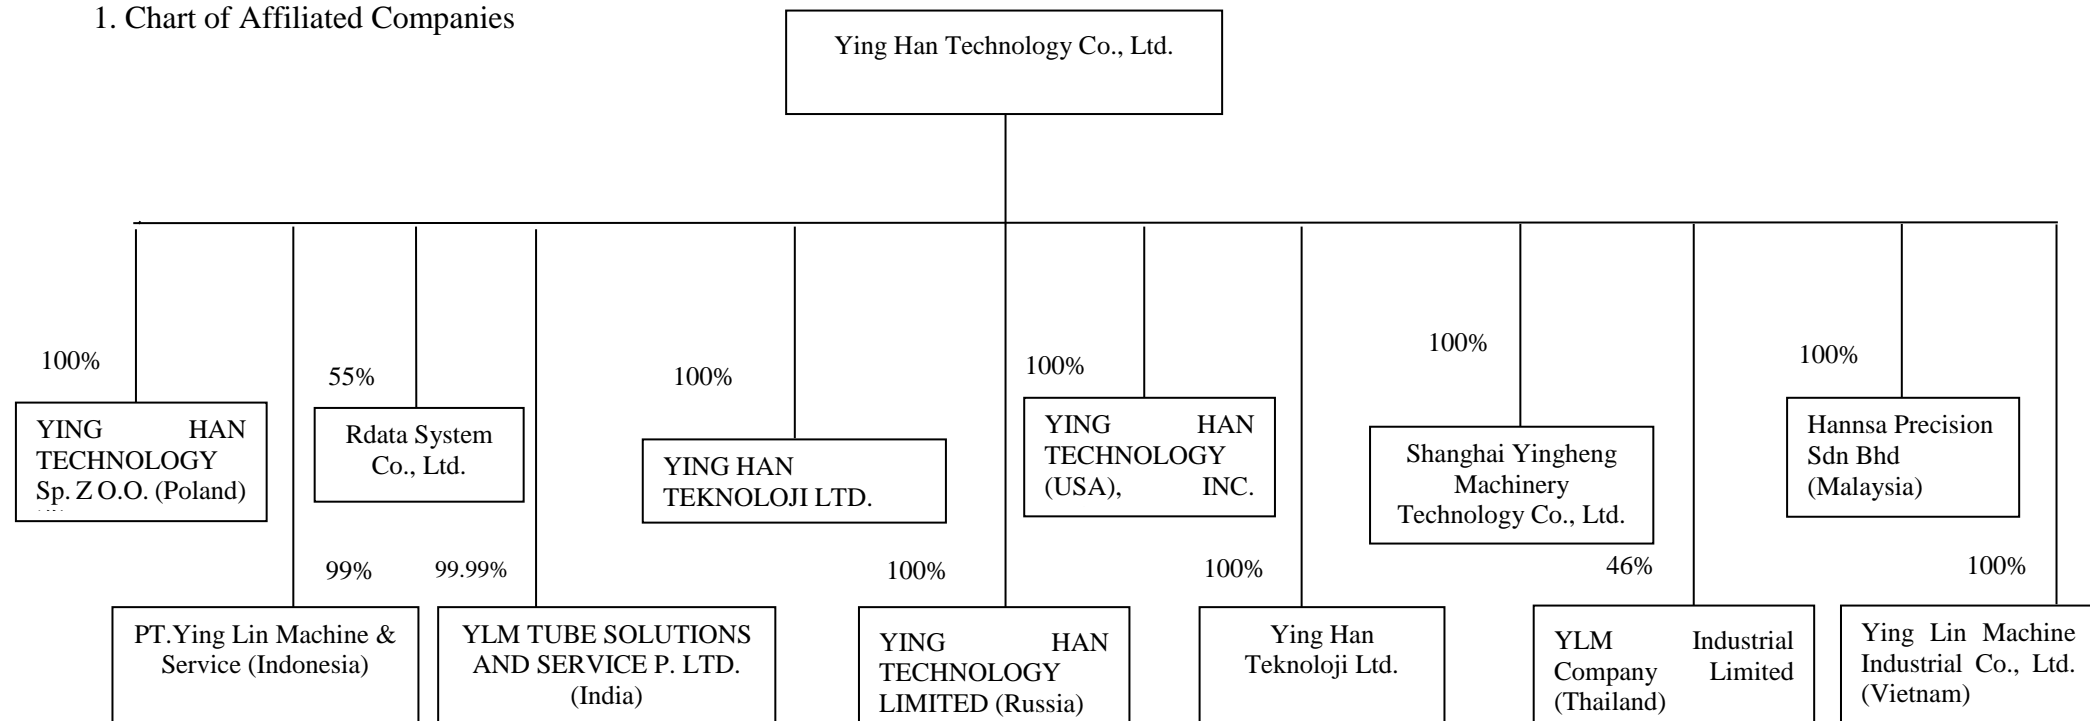 1. Chart of Affiliated Companies
Ying Han Technology Co., Ltd.
100%
YING HAN
TECHNOLOGY
Sp. Z O.O. (Poland)
55%
Rdata System
Co., Ltd.
100%
YING HAN
TEKNOLOJI LTD.
100%
YING HAN
TECHNOLOGY
(USA), INC.
100%
Shanghai Yingheng
Machinery
Technology Co., Ltd.
100%
Hannsa Precision
Sdn Bhd
(Malaysia)
99%
PT.Ying Lin Machine &
Service (Indonesia)
99.99%
YLM TUBE SOLUTIONS
AND SERVICE P. LTD.
(India)
100%
YING HAN
TECHNOLOGY
LIMITED (Russia)
100%
Ying Han
Teknoloji Ltd.
46%
YLM Industrial
Company Limited
(Thailand)
100%
Ying Lin Machine
Industrial Co., Ltd.
(Vietnam)